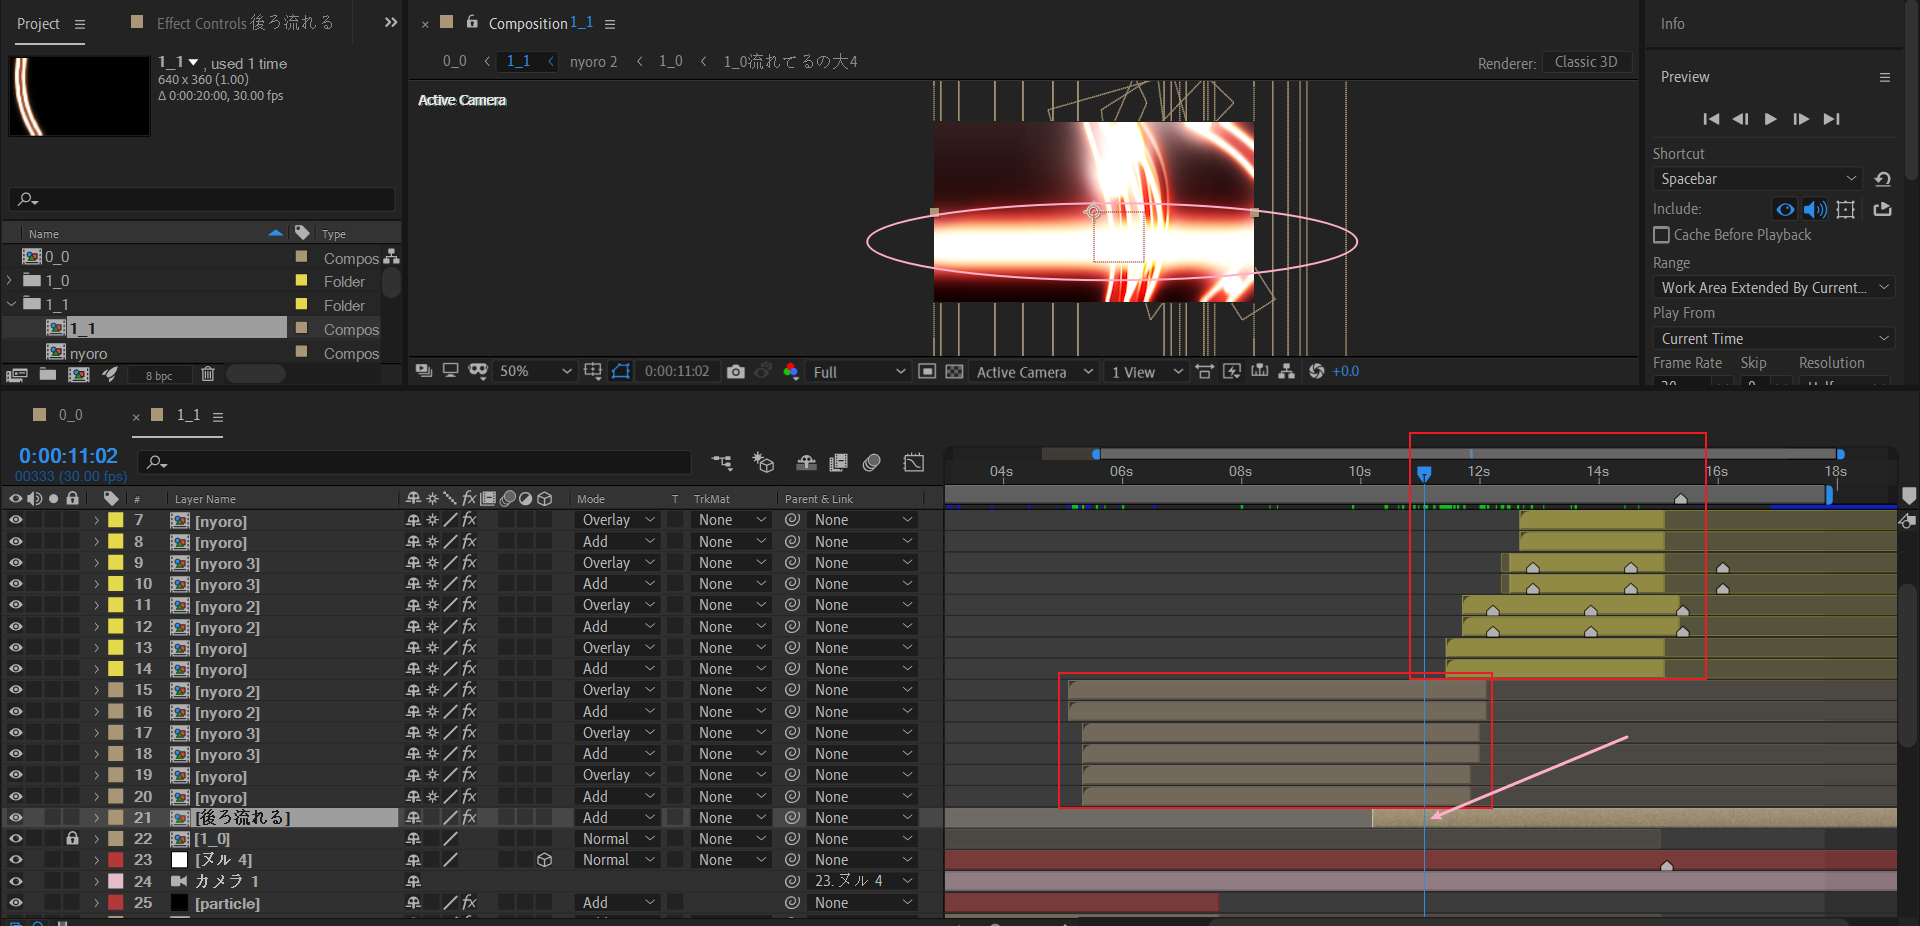 Project
Effect Controls 後ろ流れる
Composition 1_1
Info
1_1, used 1 time
640 x 360 (1.00)
Δ 0:00:20:00, 30.00 fps
0_0 1_1 nyoro 2 1_0 1_0流れてるの大4
Renderer: Classic 3D
Active Camera
Preview
Shortcut
Spacebar
Include:
Cache Before Playback
Range
Work Area Extended By Current...
Play From
Current Time
Frame Rate Skip Resolution
Name Type
0_0 Compos
1_0 Folder
1_1 Folder
1_1 Compos
nyoro Compos
8 bpc
50% 0:00:11:02 Full Active Camera 1 View +0.0
0_0
1_1
0:00:11:02
00333 (30.00 fps)
04s 06s 08s 10s 12s 14s 16s 18s
# Layer Name Mode T TrkMat Parent & Link
7 [nyoro] Overlay None None
8 [nyoro] Add None None
9 [nyoro 3] Overlay None None
10 [nyoro 3] Add None None
11 [nyoro 2] Overlay None None
12 [nyoro 2] Add None None
13 [nyoro] Overlay None None
14 [nyoro] Add None None
15 [nyoro 2] Overlay None None
16 [nyoro 2] Add None None
17 [nyoro 3] Overlay None None
18 [nyoro 3] Add None None
19 [nyoro] Overlay None None
20 [nyoro] Add None None
21 [後ろ流れる] Add None None
22 [1_0] Normal None None
23 [ヌル 4] Normal None None
24 カメラ 1 23. ヌル 4
25 [particle] Add None None